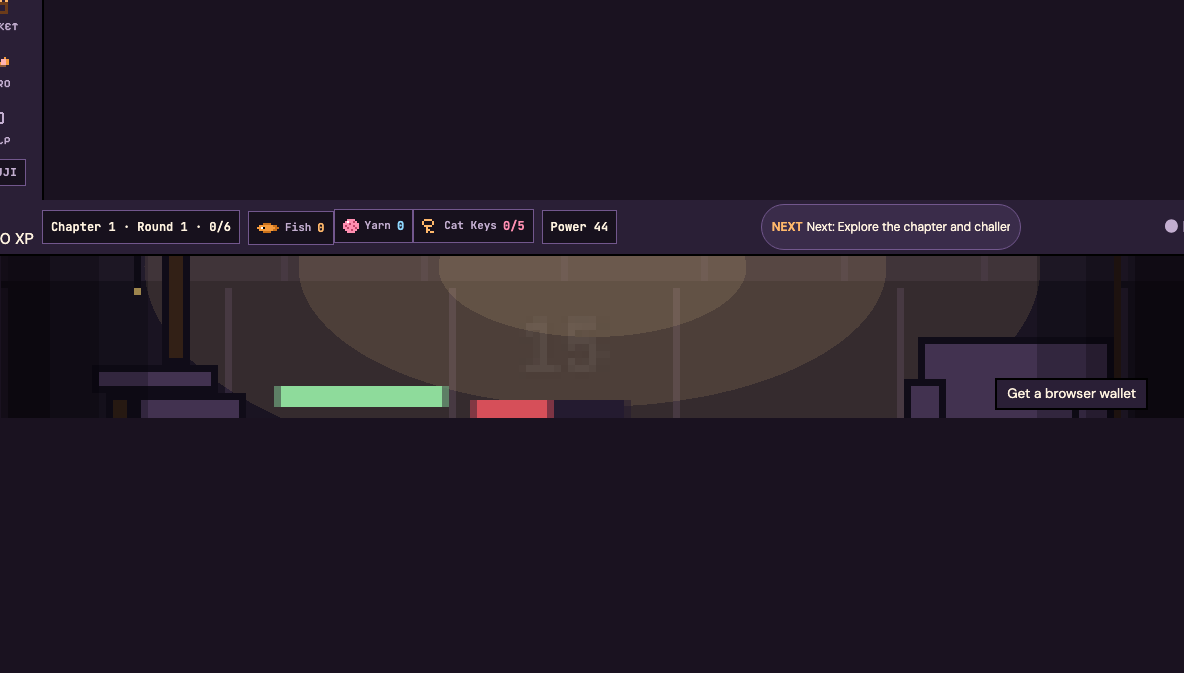 KET
RO
LP
UJI
O XP
Chapter 1 · Round 1 · 0/6
Fish 0
Yarn 0
Cat Keys 0/5
Power 44
NEXT Next: Explore the chapter and challer
15
Get a browser wallet